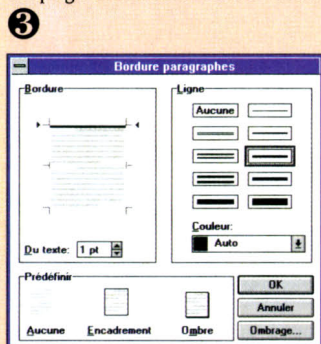 3
Bordure paragraphes
Bordure
Ligne
Aucune
Couleur:
Auto
Du texte: 1 pt
Prédéfinir
Aucune Encadrement Ombre
OK
Annuler
Ombrage...